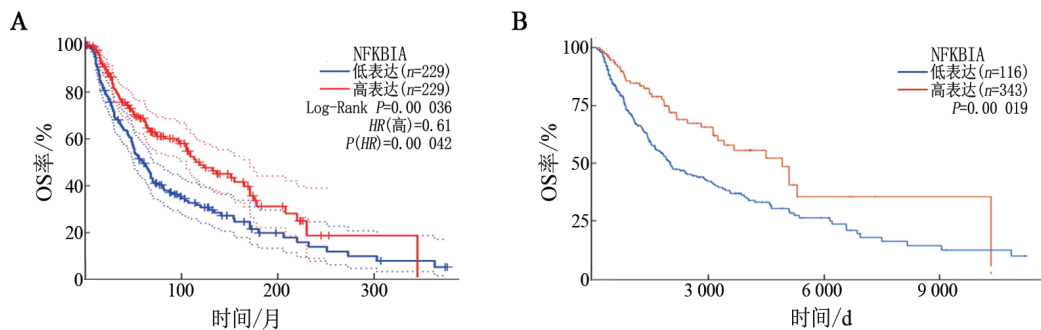 A
NFKBIA
低表达(n=229)
高表达(n=229)
Log-Rank P=0.00 036
HR(高)=0.61
P(HR)=0.00 042
OS率/%
100
80
60
40
20
0
100
200
300
时间/月
B
NFKBIA
低表达(n=116)
高表达(n=343)
P=0.00 019
OS率/%
100
75
50
25
0
3 000
6 000
9 000
时间/d